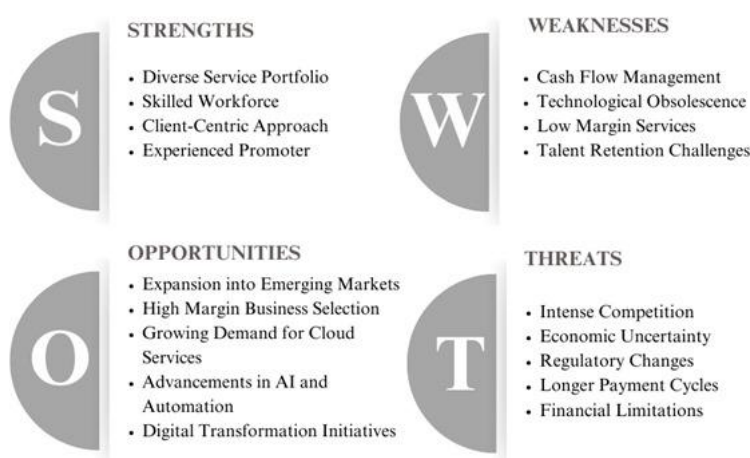 S
STRENGTHS
• Diverse Service Portfolio
• Skilled Workforce
• Client-Centric Approach
• Experienced Promoter
W
WEAKNESSES
• Cash Flow Management
• Technological Obsolescence
• Low Margin Services
• Talent Retention Challenges
O
OPPORTUNITIES
• Expansion into Emerging Markets
• High Margin Business Selection
• Growing Demand for Cloud
Services
• Advancements in AI and
Automation
• Digital Transformation Initiatives
T
THREATS
• Intense Competition
• Economic Uncertainty
• Regulatory Changes
• Longer Payment Cycles
• Financial Limitations